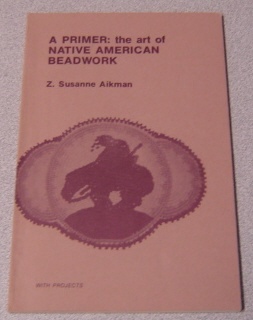 A PRIMER: the art of
NATIVE AMERICAN
BEADWORK
Z. Susanne Aikman
WITH PROJECTS